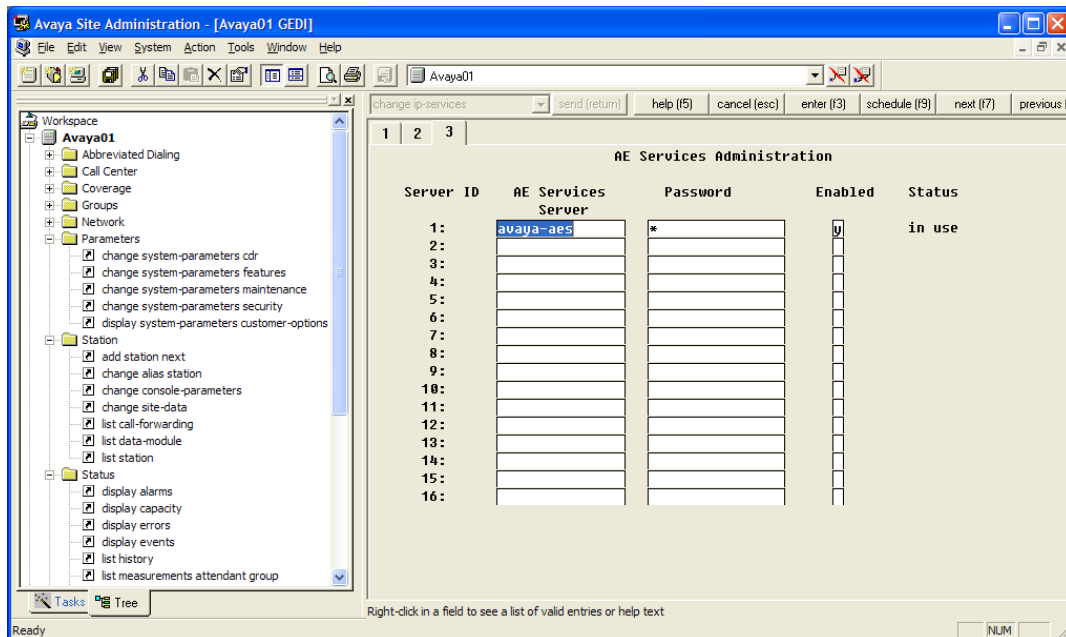 Avaya Site Administration - [Avaya01 GEDI]
File Edit View System Action Tools Window Help
Avaya01
change ip-services send (return) help (f5) cancel (esc) enter (f3) schedule (f9) next (f7) previous
Workspace
Avaya01
Abbreviated Dialing
Call Center
Coverage
Groups
Network
Parameters
change system-parameters cdr
change system-parameters features
change system-parameters maintenance
change system-parameters security
display system-parameters customer-options
Station
add station next
change alias station
change console-parameters
change site-data
list call-forwarding
list data-module
list station
Status
display alarms
display capacity
display errors
display events
list history
list measurements attendant group
Tasks Tree
1 2 3
AE Services Administration
Server ID AE Services Password Enabled Status
Server
1: avaya-aes * y in use
2:
3:
4:
5:
6:
7:
8:
9:
10:
11:
12:
13:
14:
15:
16:
Right-click in a field to see a list of valid entries or help text
Ready NUM